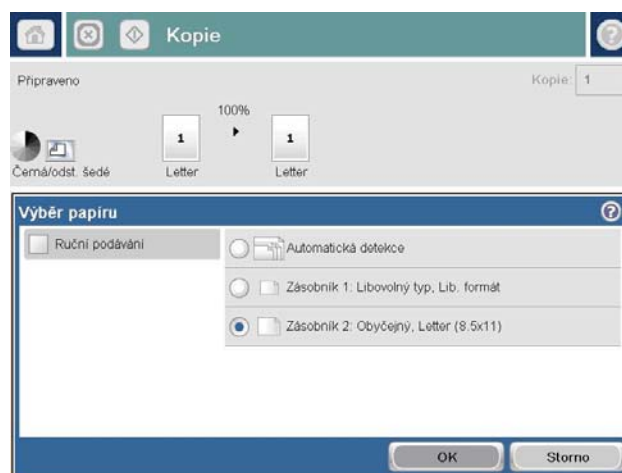 Kopie
Připraveno
Kopie: 1
100%
1
1
Černá/odst. šedé
Letter
Letter
Výběr papíru
Ruční podávání
Automatická detekce
Zásobník 1: Libovolný typ, Lib. formát
Zásobník 2: Obyčejný, Letter (8.5x11)
OK
Storno